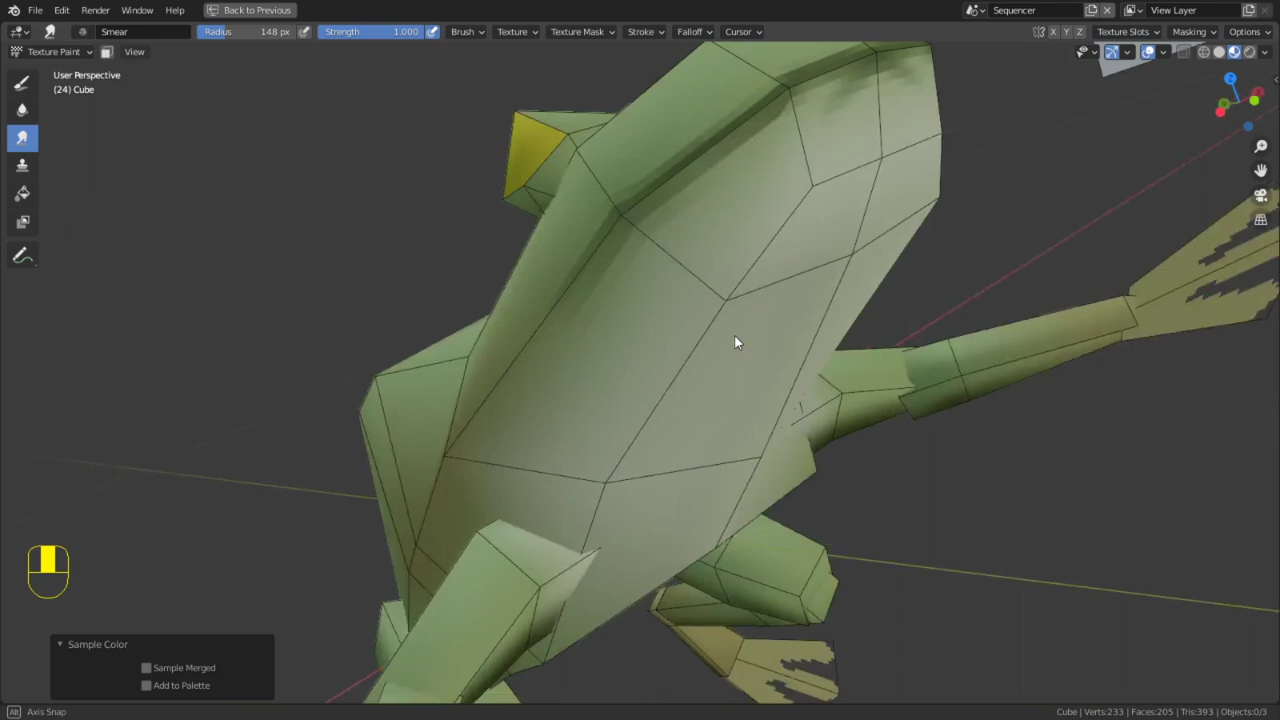 File Edit Render Window Help Back to Previous Sequencer View Layer
Smear Radius 148 px Strength 1.000 Brush Texture Texture Mask Stroke Falloff Cursor X Y Z Texture Slots Masking Options
Texture Paint View
User Perspective
(24) Cube
Z
Sample Color
Sample Merged
Add to Palette
Alt Axis Snap Cube | Verts:233 | Faces:205 | Tris:393 | Objects:0/3